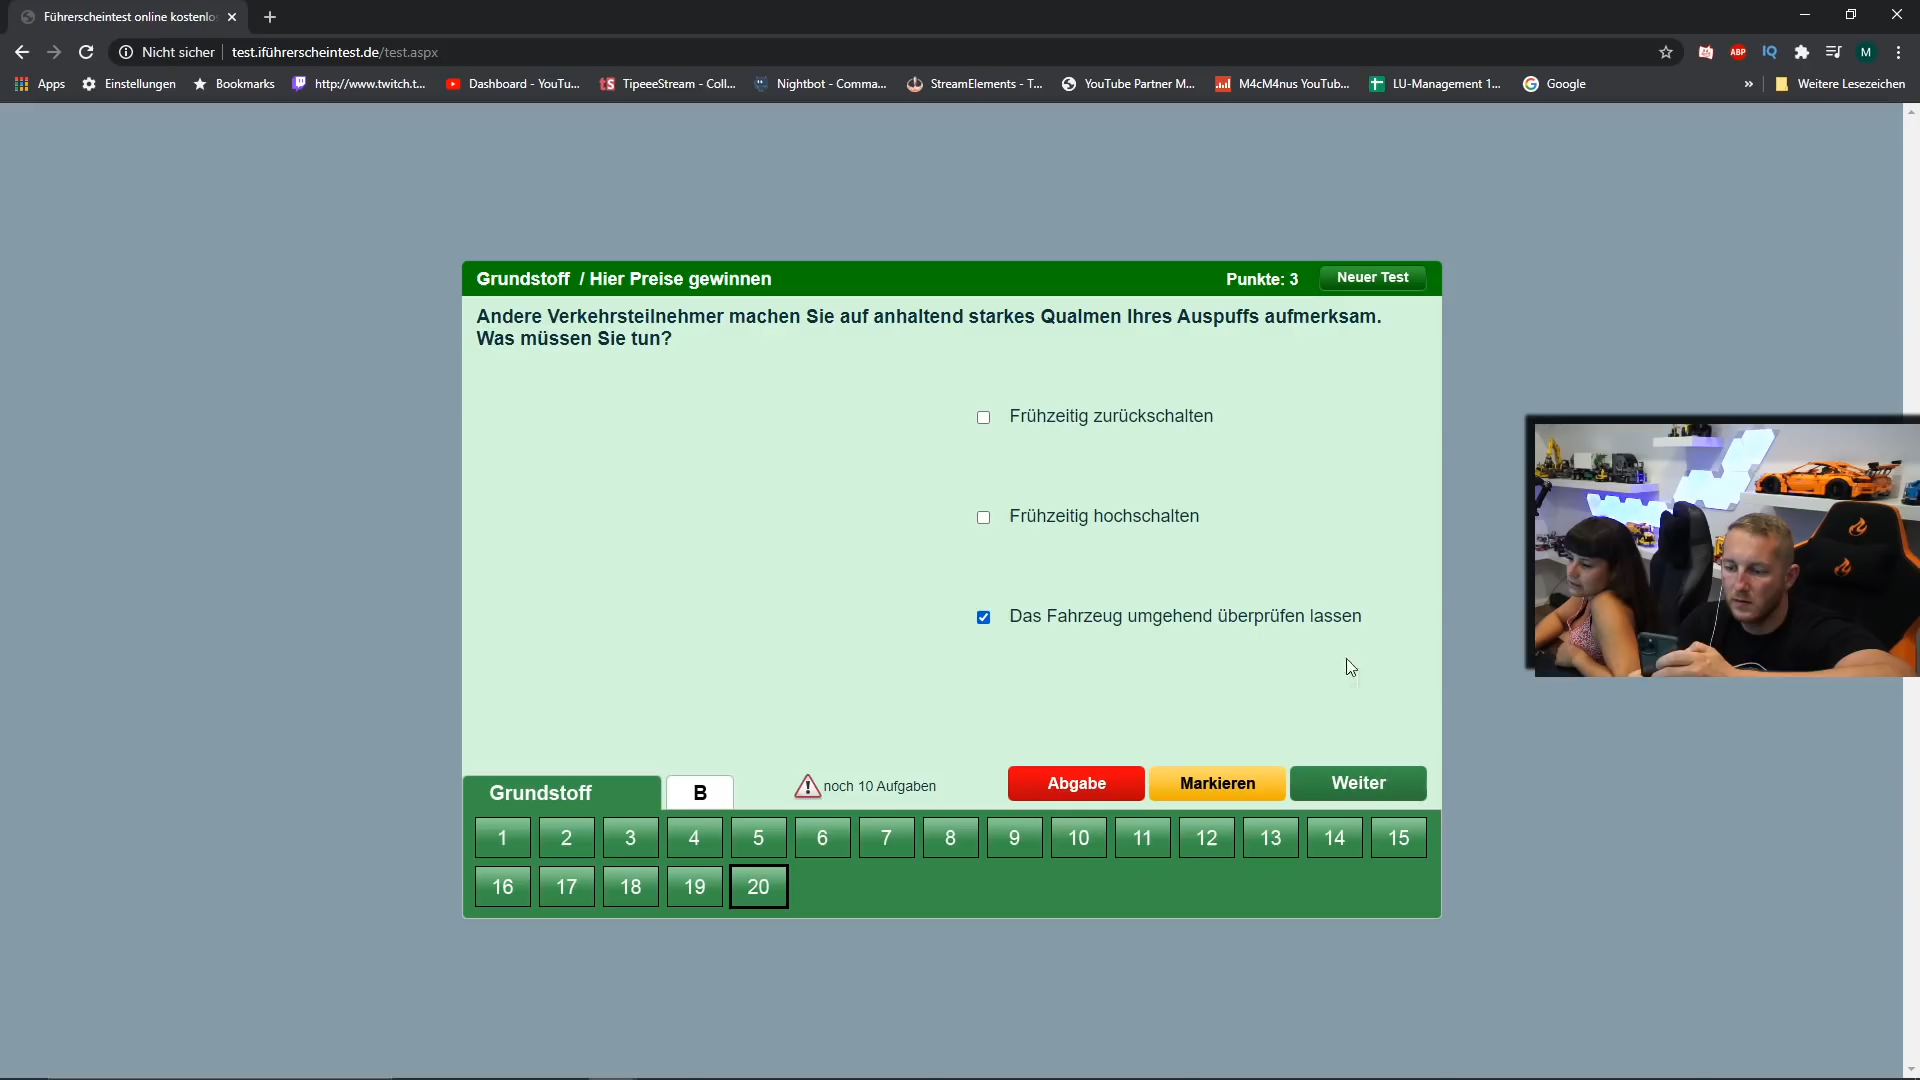 Führerscheintest online kostenlo
Nicht sicher test.iführerscheintest.de/test.aspx
ABP
IQ
M
Apps Einstellungen Bookmarks http://www.twitch.t... Dashboard - YouTu... TipeeeStream - Coll... Nightbot - Comma... StreamElements - T... YouTube Partner M... M4cM4nus YouTub... LU-Management 1... Google » Weitere Lesezeichen
Grundstoff / Hier Preise gewinnen Punkte: 3 Neuer Test
Andere Verkehrsteilnehmer machen Sie auf anhaltend starkes Qualmen Ihres Auspuffs aufmerksam.
Was müssen Sie tun?
Frühzeitig zurückschalten
Frühzeitig hochschalten
Das Fahrzeug umgehend überprüfen lassen
Grundstoff B noch 10 Aufgaben Abgabe Markieren Weiter
1 2 3 4 5 6 7 8 9 10 11 12 13 14 15
16 17 18 19 20